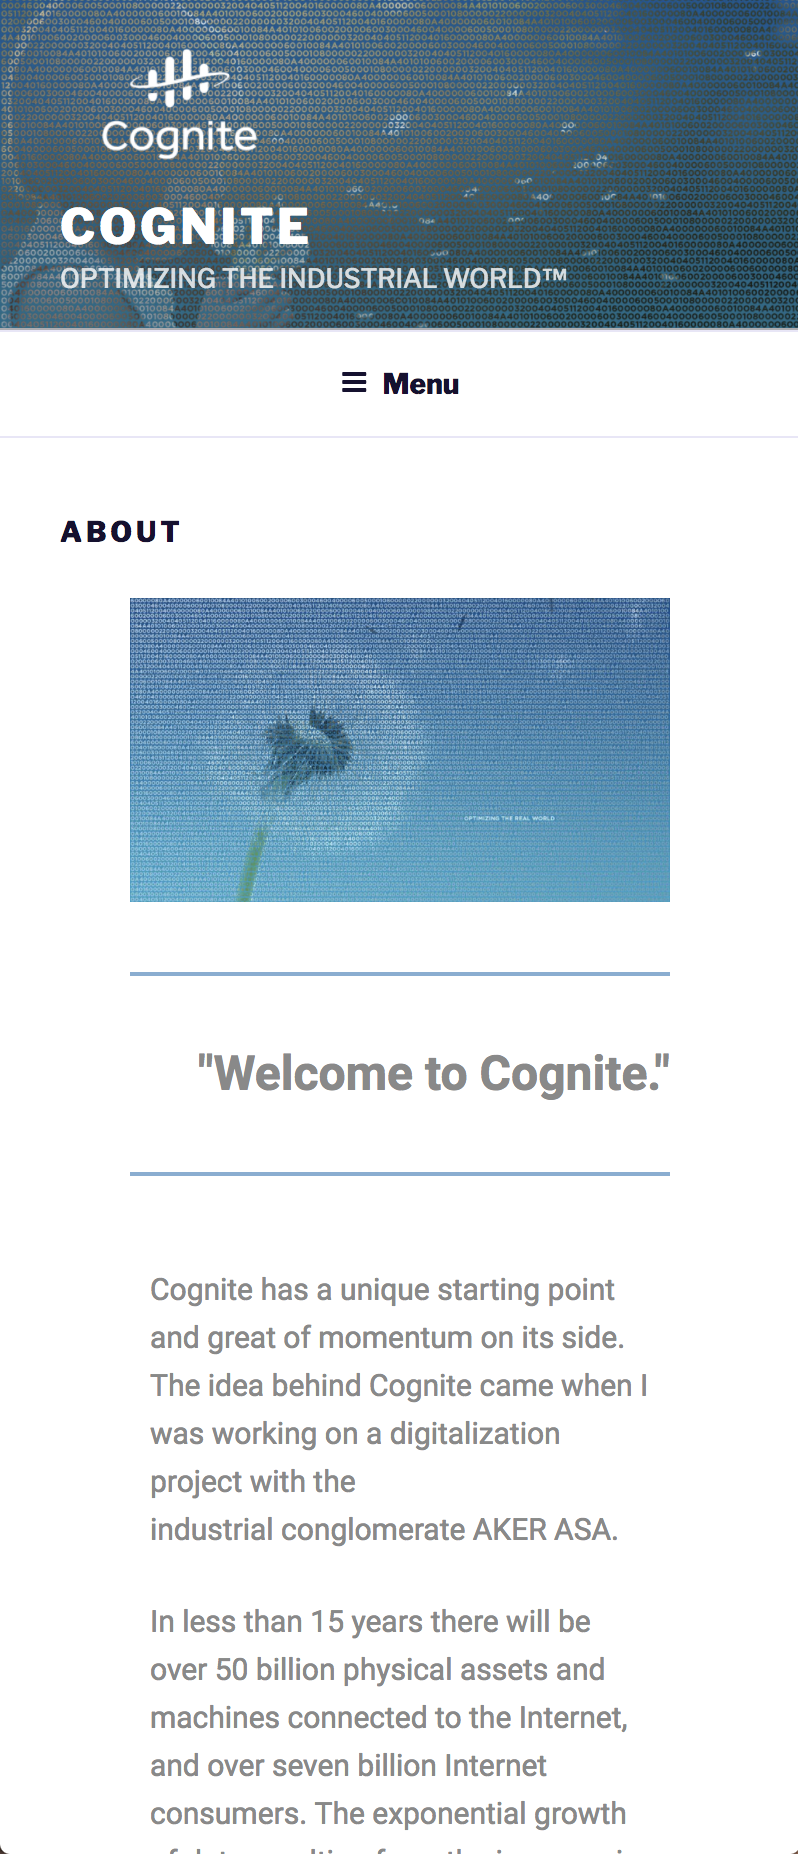 Cognite
COGNITE
OPTIMIZING THE INDUSTRIAL WORLD™
Menu
ABOUT
OPTIMIZING THE REAL WORLD
"Welcome to Cognite."
Cognite has a unique starting point
and great of momentum on its side.
The idea behind Cognite came when I
was working on a digitalization
project with the
industrial conglomerate AKER ASA.
In less than 15 years there will be
over 50 billion physical assets and
machines connected to the Internet,
and over seven billion Internet
consumers. The exponential growth